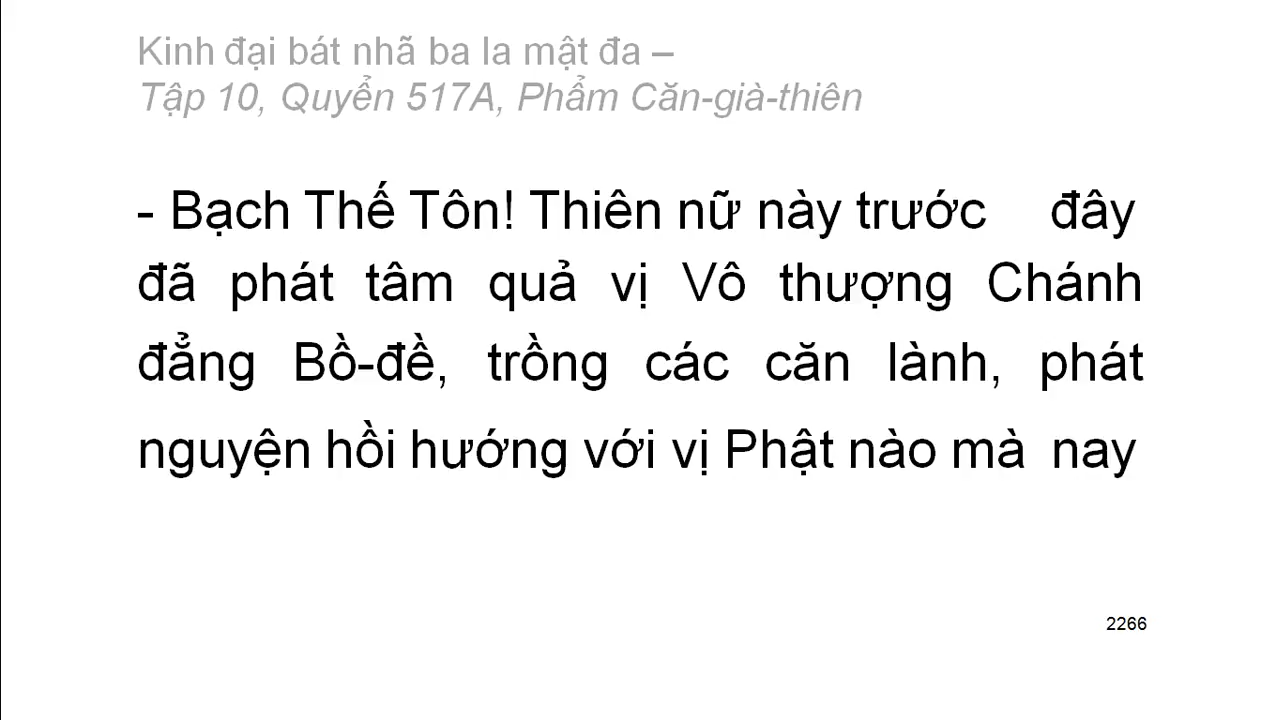 Kinh đại bát nhã ba la mật đa –
Tập 10, Quyển 517A, Phẩm Căn-già-thiên
- Bạch Thế Tôn! Thiên nữ này trước đây
đã phát tâm quả vị Vô thượng Chánh
đẳng Bồ-đề, trồng các căn lành, phát
nguyện hồi hướng với vị Phật nào mà nay
2266